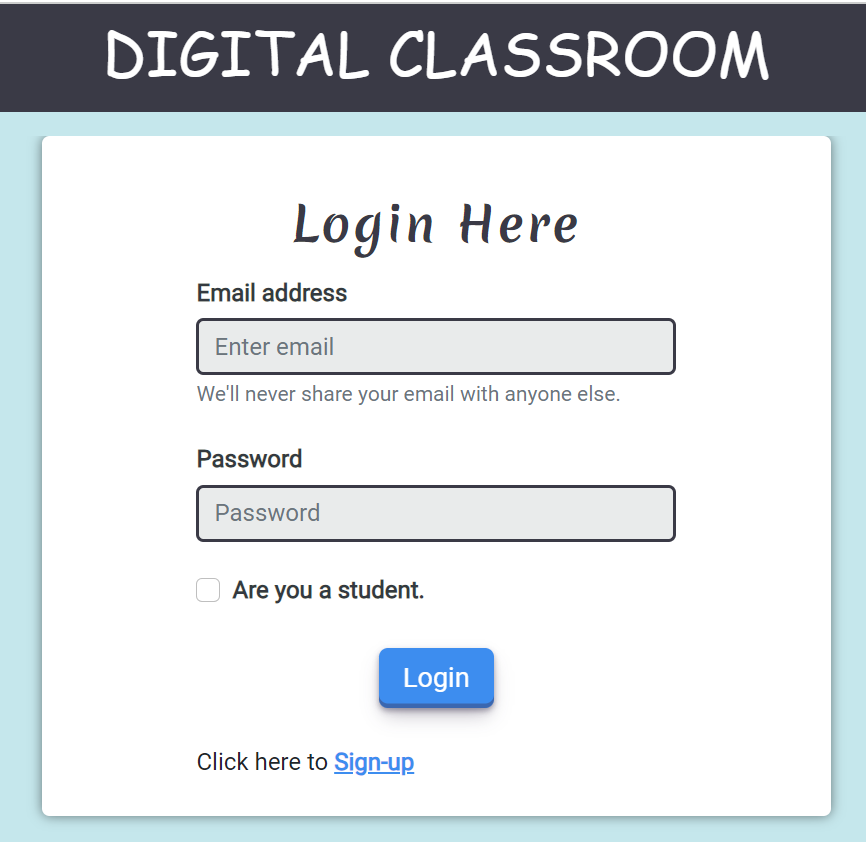 DIGITAL CLASSROOM
Login Here
Email address
Enter email
We'll never share your email with anyone else.
Password
Password
Are you a student.
Login
Click here to Sign-up